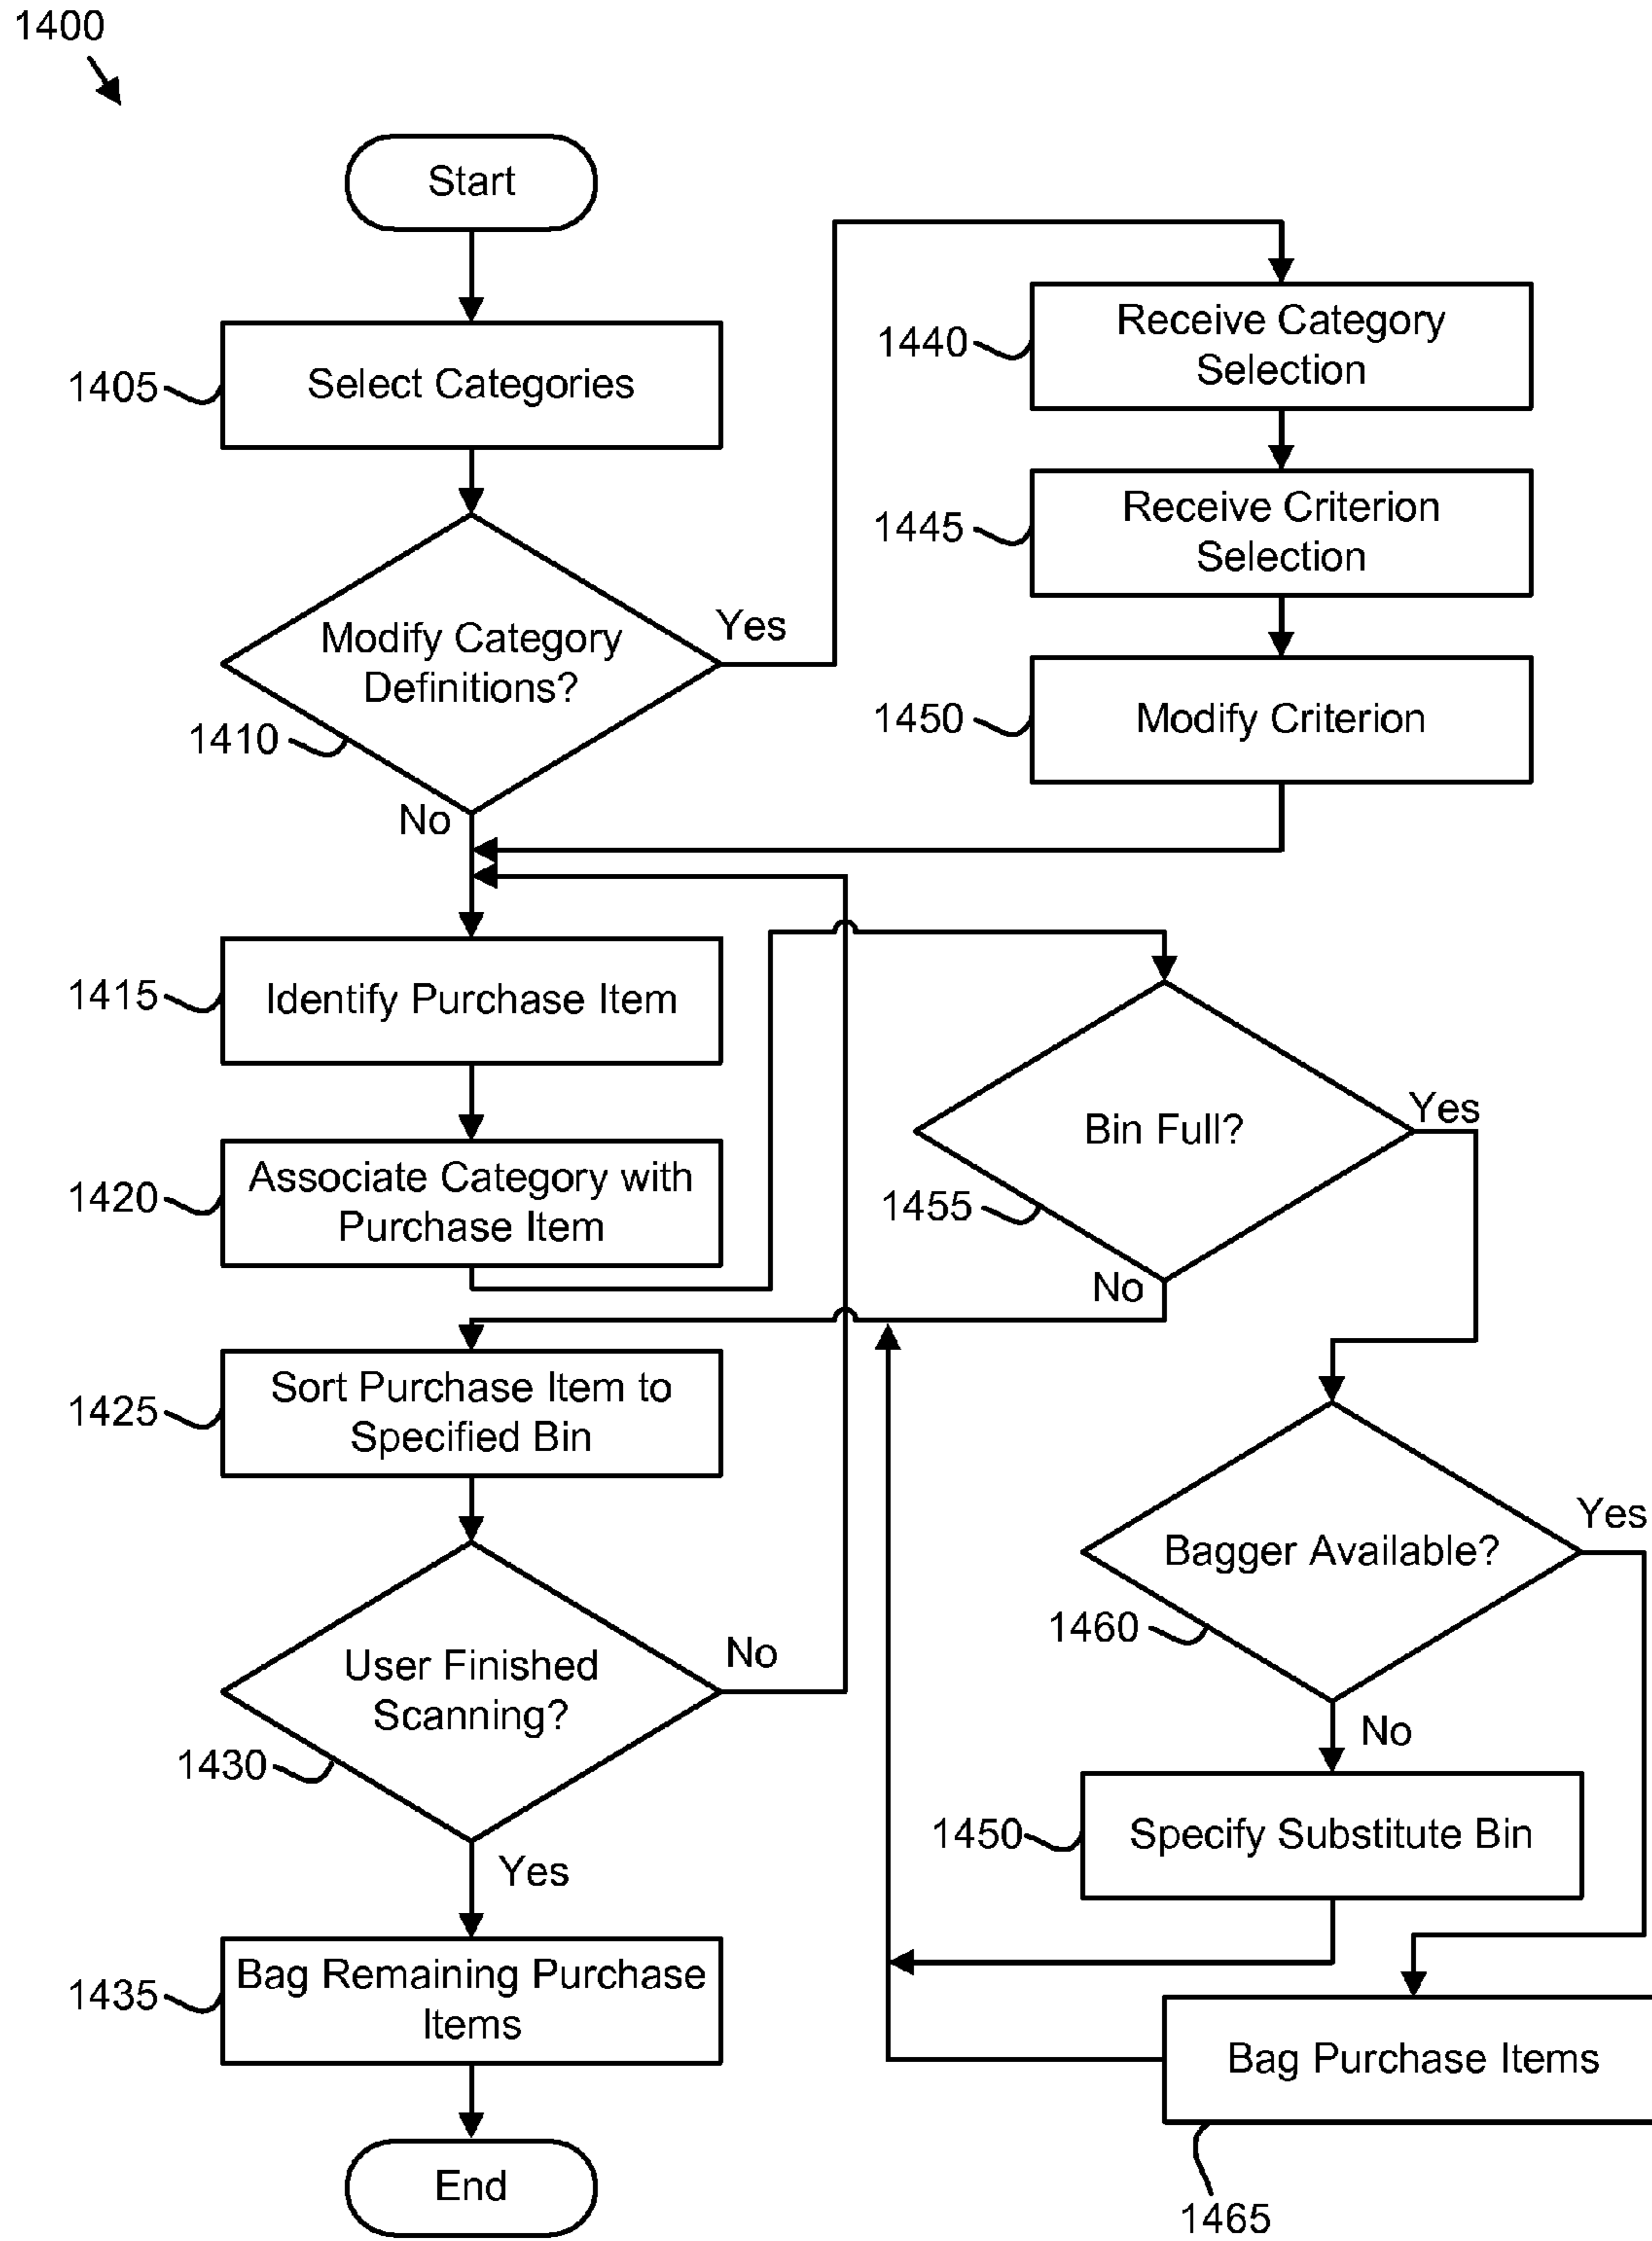 1400
Start
1405
Select Categories
Modify Category
Definitions?
Yes
1410
No
1440
Receive Category
Selection
1445
Receive Criterion
Selection
1450
Modify Criterion
1415
Identify Purchase Item
1420
Associate Category with
Purchase Item
Bin Full?
Yes
1455
No
1425
Sort Purchase Item to
Specified Bin
Bagger Available?
Yes
1460
No
User Finished
Scanning?
No
1430
Yes
1450
Specify Substitute Bin
1435
Bag Remaining Purchase
Items
Bag Purchase Items
1465
End